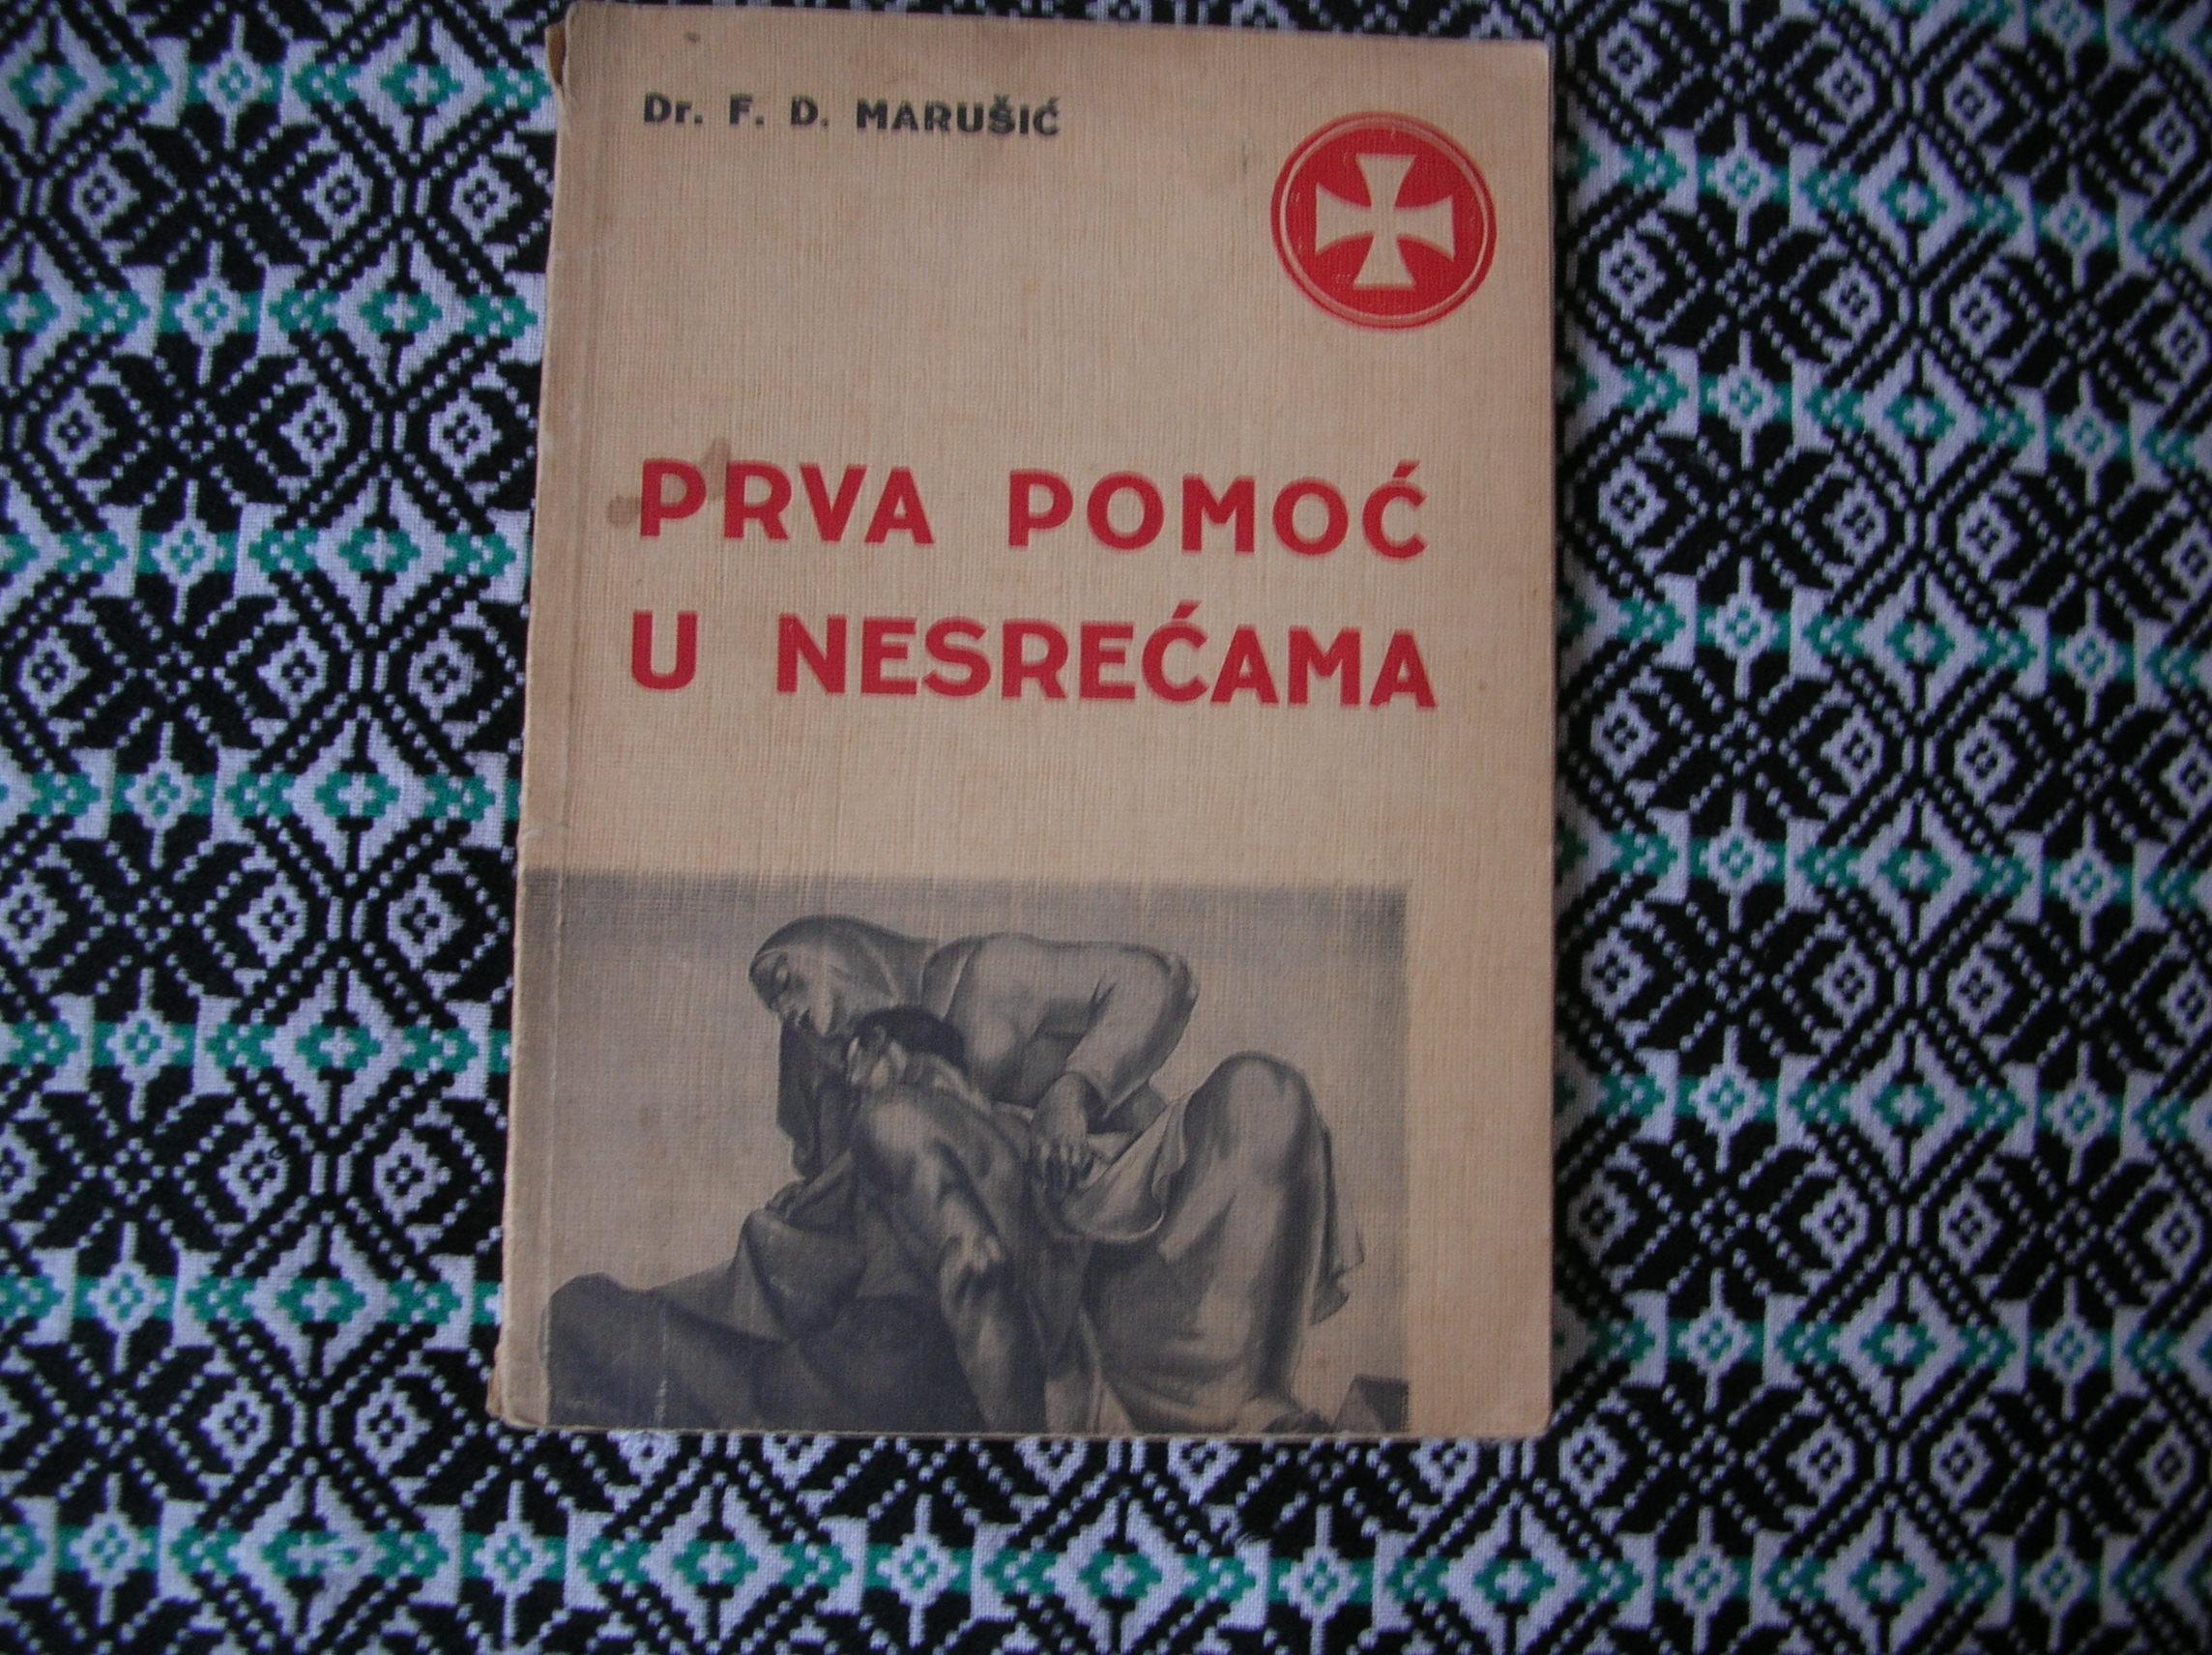 Dr. F. D. MARUŠIĆ
PRVA POMOĆ
U NESREĆAMA